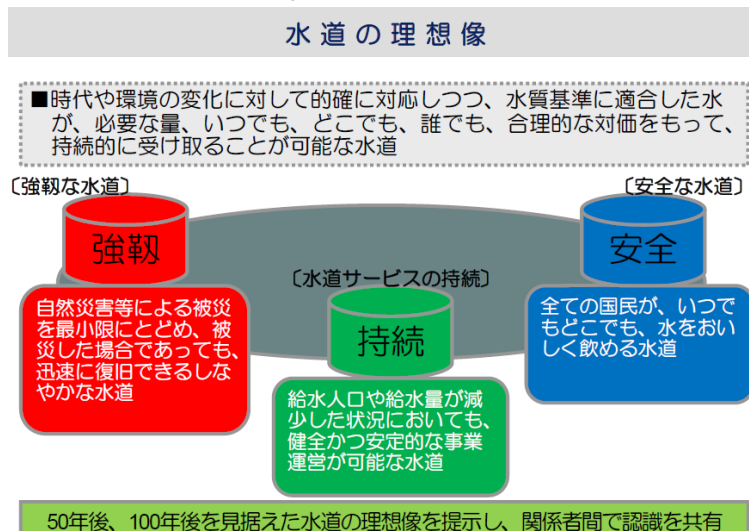 水道の理想像
■時代や環境の変化に対して的確に対応しつつ、水質基準に適合した水
が、必要な量、いつでも、どこでも、誰でも、合理的な対価をもって、
持続的に受け取ることが可能な水道
〔強靱な水道〕
〔安全な水道〕
強靱
安全
〔水道サービスの持続〕
自然災害等による被災
を最小限にとどめ、被
災した場合であっても、
迅速に復旧できるしな
やかな水道
全ての国民が、いつで
もどこでも、水をおい
しく飲める水道
持続
給水人口や給水量が減
少した状況においても、
健全かつ安定的な事業
運営が可能な水道
50年後、100年後を見据えた水道の理想像を提示し、関係者間で認識を共有